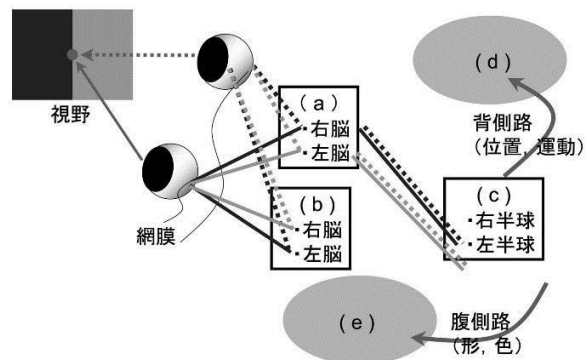 視野
網膜
(a)
・右脳
・左脳
(b)
・右脳
・左脳
(c)
・右半球
・左半球
(d)
背側路
(位置, 運動)
(e)
腹側路
(形, 色)